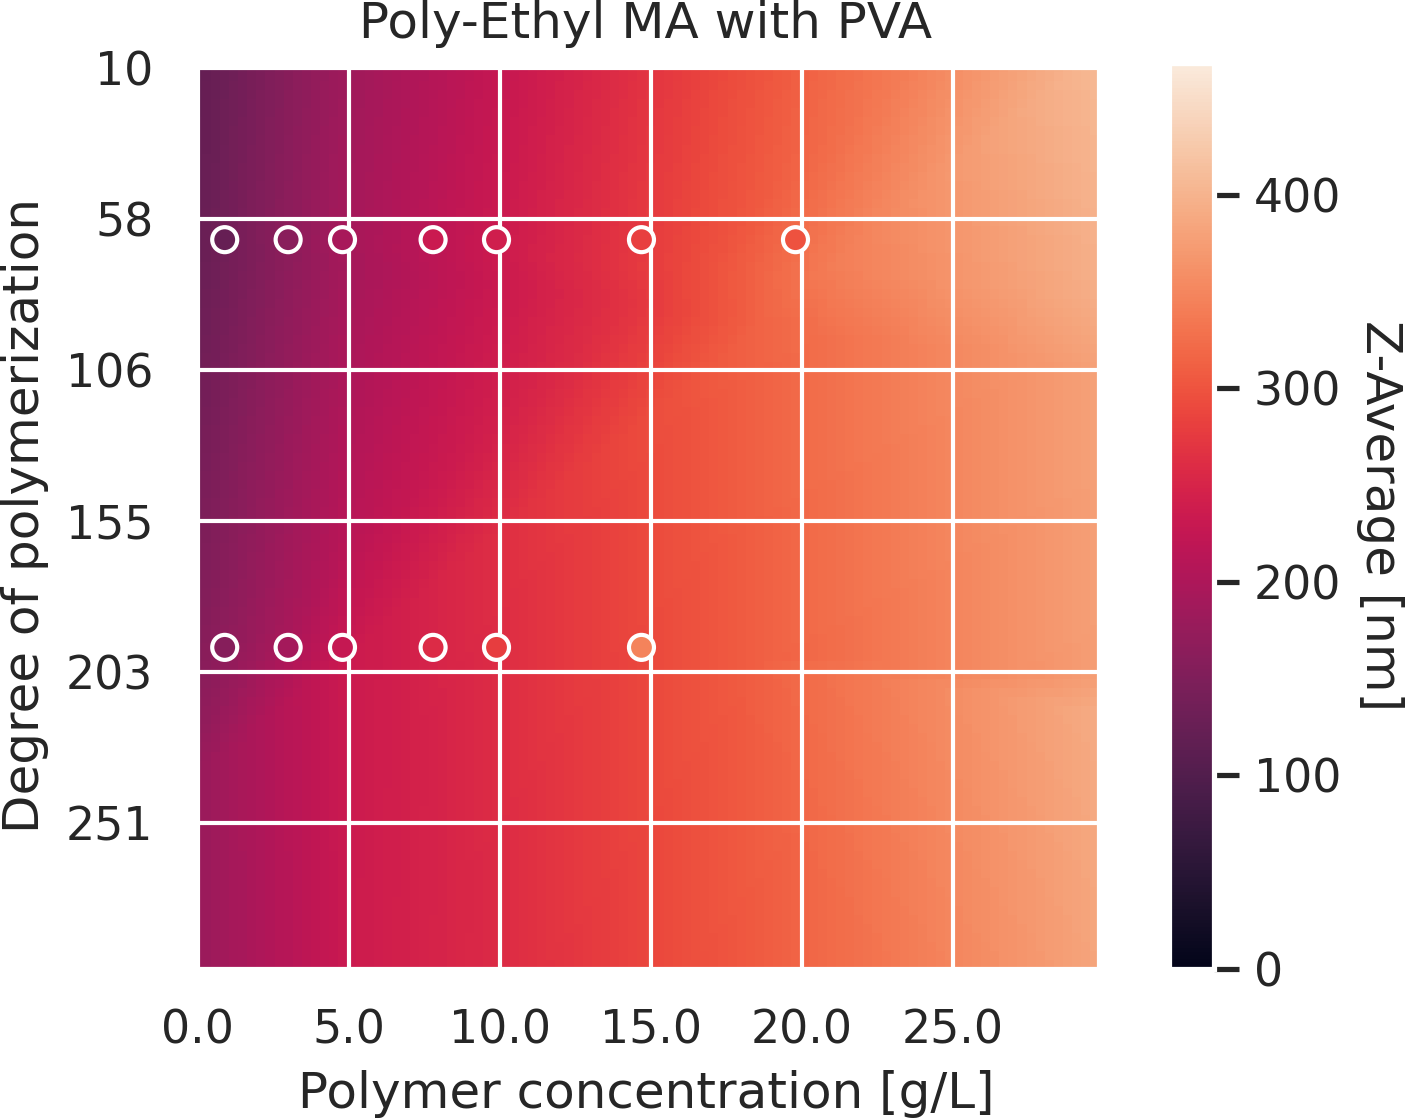 Poly-Ethyl MA with PVA
10
58
106
155
203
251
Degree of polymerization
0.0 5.0 10.0 15.0 20.0 25.0
Polymer concentration [g/L]
400
300
200
100
0
Z-Average [nm]